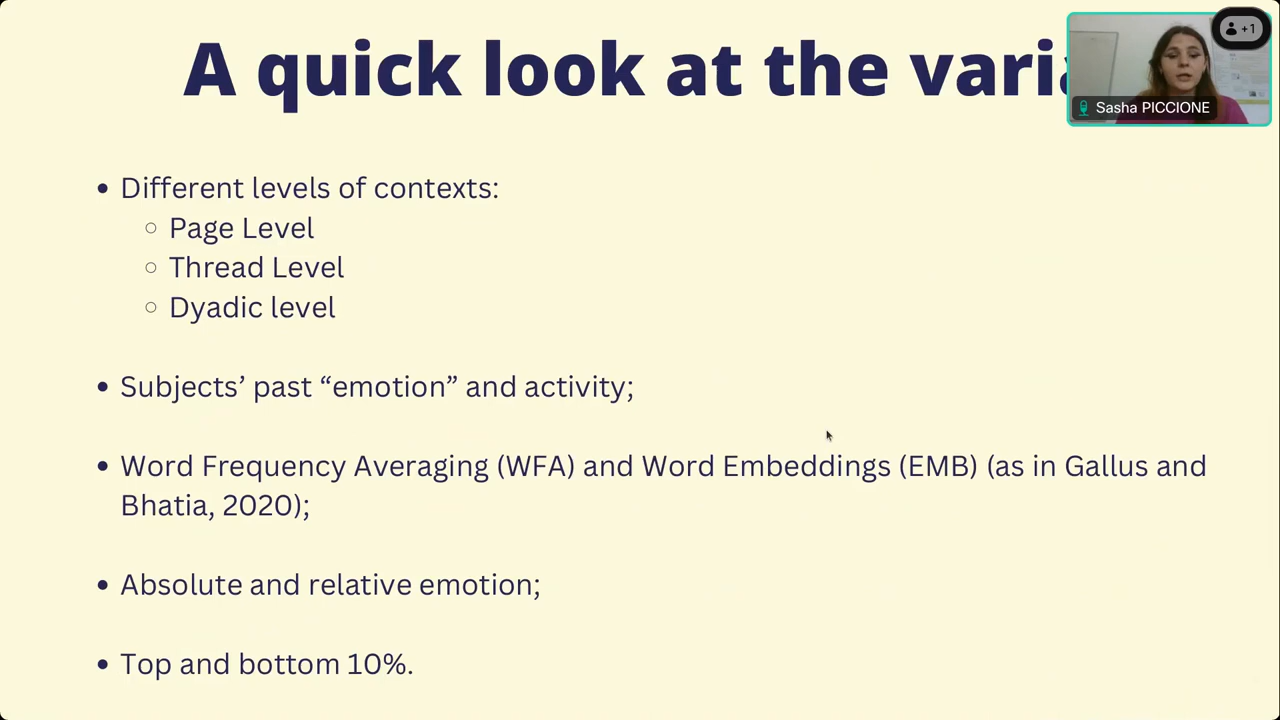 A quick look at the varia
+1
Sasha PICCIONE
• Different levels of contexts:
○ Page Level
○ Thread Level
○ Dyadic level
• Subjects’ past “emotion” and activity;
• Word Frequency Averaging (WFA) and Word Embeddings (EMB) (as in Gallus and
Bhatia, 2020);
• Absolute and relative emotion;
• Top and bottom 10%.